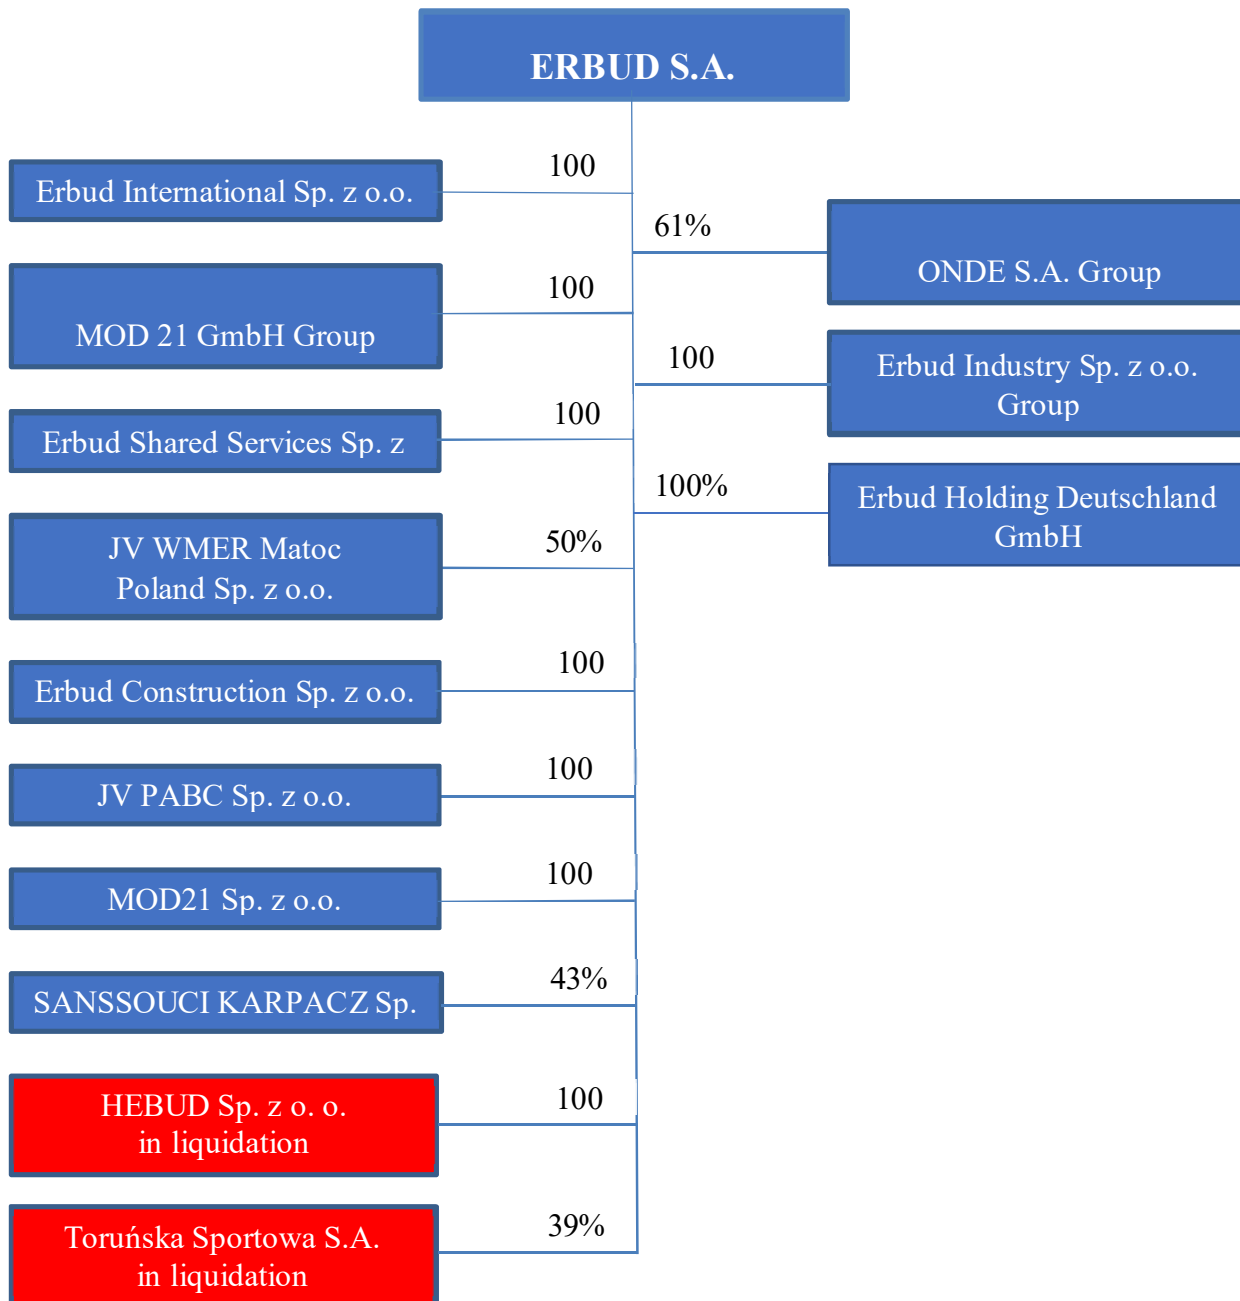 ERBUD S.A.
100
Erbud International Sp. z o.o.
61%
ONDE S.A. Group
100
MOD 21 GmbH Group
100
Erbud Industry Sp. z o.o.
Group
100
Erbud Shared Services Sp. z
100%
Erbud Holding Deutschland
GmbH
50%
JV WMER Matoc
Poland Sp. z o.o.
100
Erbud Construction Sp. z o.o.
100
JV PABC Sp. z o.o.
100
MOD21 Sp. z o.o.
43%
SANSSOUCI KARPACZ Sp.
100
HEBUD Sp. z o. o.
in liquidation
39%
Toruńska Sportowa S.A.
in liquidation